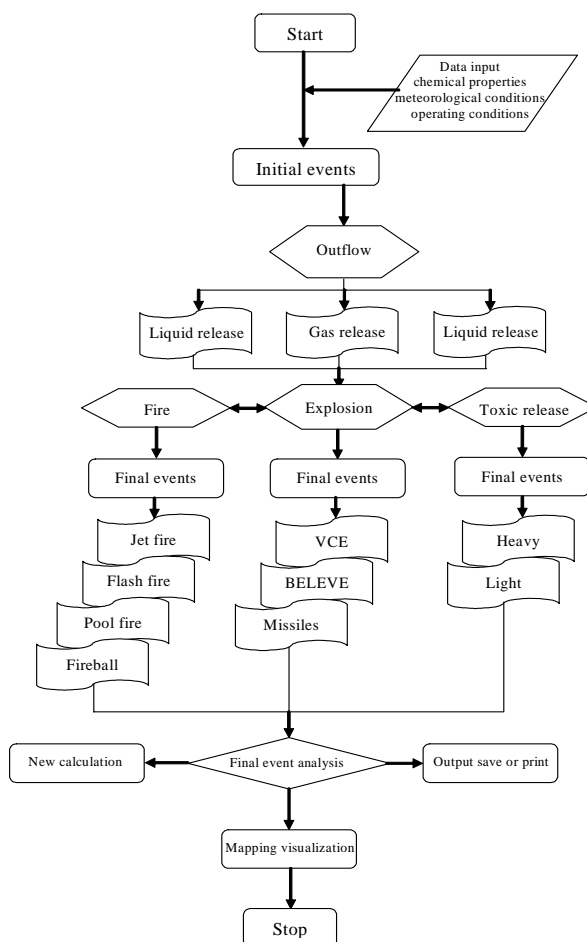 Start
Data input
chemical properties
meteorological conditions
operating conditions
Initial events
Outflow
Liquid release
Gas release
Liquid release
Fire
Explosion
Toxic release
Final events
Final events
Final events
Jet fire
VCE
Heavy
Flash fire
BELEVE
Light
Pool fire
Missiles
Fireball
New calculation
Final event analysis
Output save or print
Mapping visualization
Stop